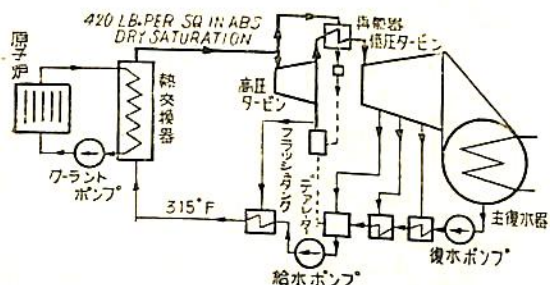 420 LB.PER SQ IN ABS
DRY SATURATION
再熱器
低圧タービン
原子炉
熱交換器
高圧
タービン
クーラント
ポンプ
フラッシュタンク
デアレーター
315°F
給水ポンプ
復水ポンプ
主復水器